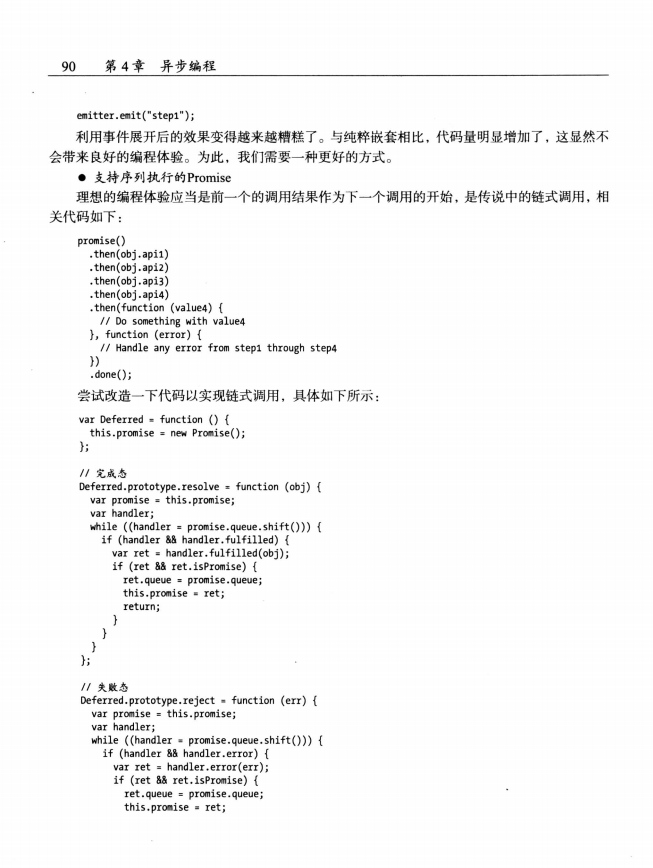 90 第4章 异步编程
emitter.emit("step1");
利用事件展开后的效果变得越来越糟糕了。与纯粹嵌套相比，代码量明显增加了，这显然不
会带来良好的编程体验。为此，我们需要一种更好的方式。
● 支持序列执行的Promise
理想的编程体验应当是前一个的调用结果作为下一个调用的开始，是传说中的链式调用，相
关代码如下：
promise()
.then(obj.api1)
.then(obj.api2)
.then(obj.api3)
.then(obj.api4)
.then(function (value4) {
// Do something with value4
}, function (error) {
// Handle any error from step1 through step4
})
.done();
尝试改造一下代码以实现链式调用，具体如下所示：
var Deferred = function () {
this.promise = new Promise();
};
// 完成态
Deferred.prototype.resolve = function (obj) {
var promise = this.promise;
var handler;
while ((handler = promise.queue.shift())) {
if (handler && handler.fulfilled) {
var ret = handler.fulfilled(obj);
if (ret && ret.isPromise) {
ret.queue = promise.queue;
this.promise = ret;
return;
}
}
}
};
// 失败态
Deferred.prototype.reject = function (err) {
var promise = this.promise;
var handler;
while ((handler = promise.queue.shift())) {
if (handler && handler.error) {
var ret = handler.error(err);
if (ret && ret.isPromise) {
ret.queue = promise.queue;
this.promise = ret;